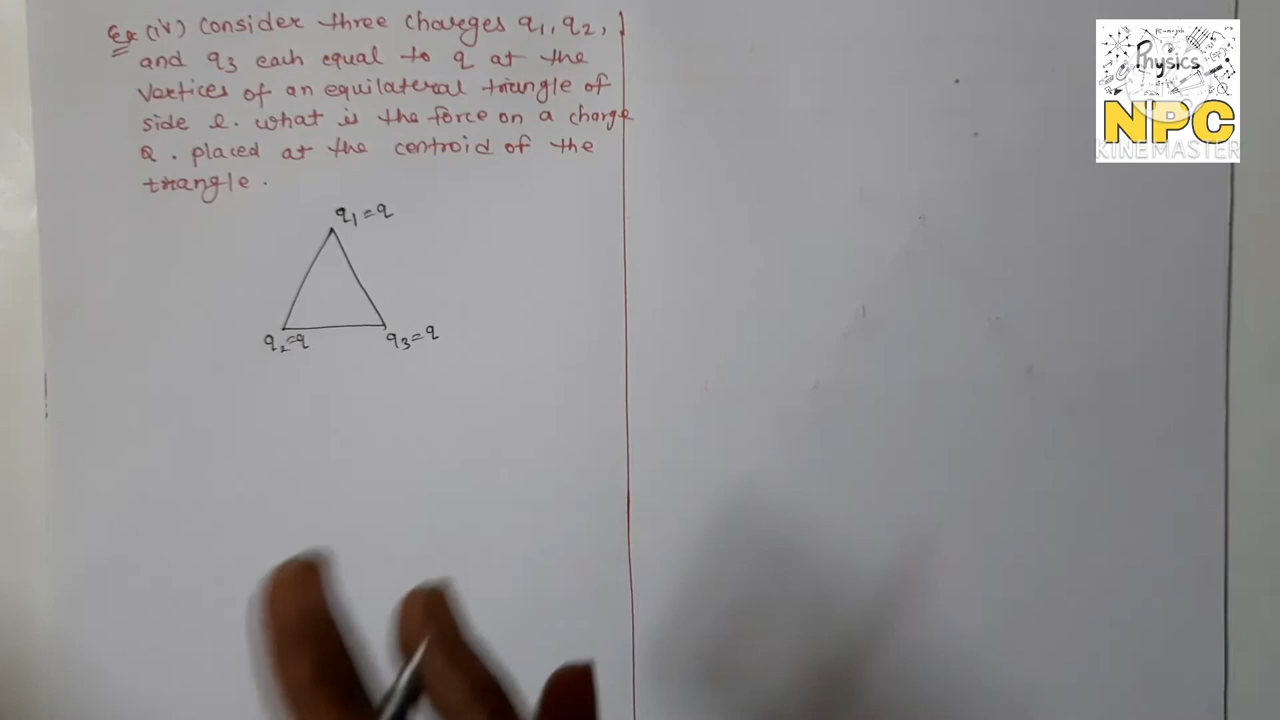 Ex (iv) consider three charges q1, q2,
and q3 each equal to q at the
vertices of an equilateral triangle of
side l. what is the force on a charge
Q. placed at the centroid of the
triangle.
q1=q
q2=q
q3=q
Physics
NPC
KINEMASTER